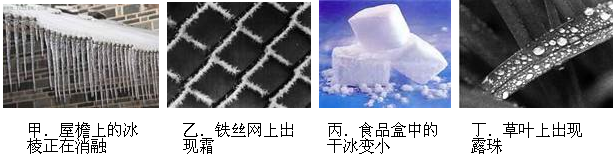 甲．屋檐上的冰
棱正在消融
乙．铁丝网上出
现霜
丙．食品盒中的
干冰变小
丁．草叶上出现
露珠